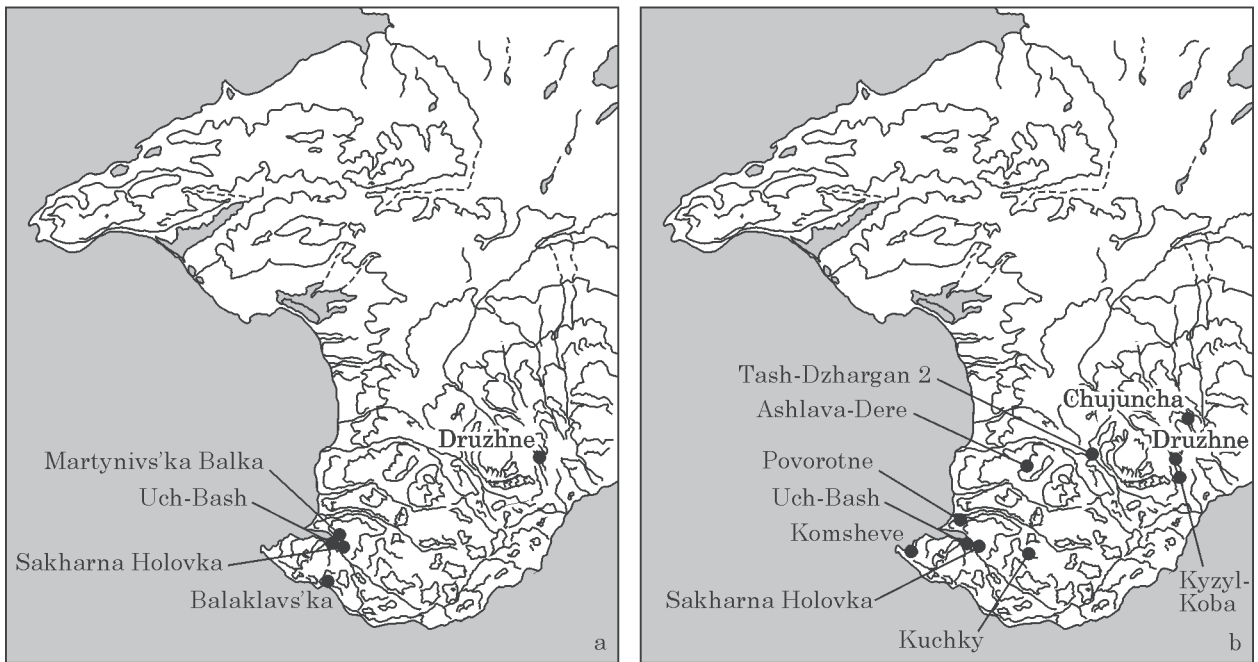 Druzhne
Martynivs'ka Balka
Uch-Bash
Sakharna Holovka
Balaklavs'ka
a
Tash-Dzhargan 2
Chujuncha
Ashlava-Dere
Druzhne
Povorotne
Uch-Bash
Komsheve
Kyzyl-
Koba
Sakharna Holovka
Kuchky
b